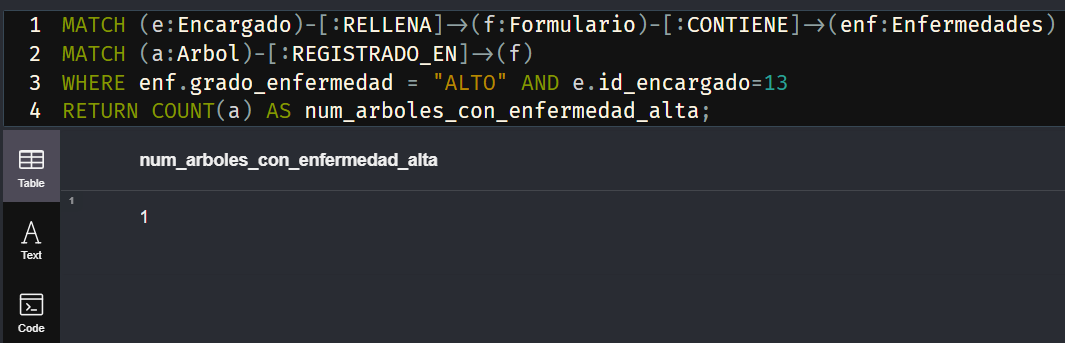 1 MATCH (e:Encargado)-[:RELLENA]->(f:Formulario)-[:CONTIENE]->(enf:Enfermedades)
2 MATCH (a:Arbol)-[:REGISTRADO_EN]->(f)
3 WHERE enf.grado_enfermedad = "ALTO" AND e.id_encargado=13
4 RETURN COUNT(a) AS num_arboles_con_enfermedad_alta;
Table
num_arboles_con_enfermedad_alta
1
1
Text
Code